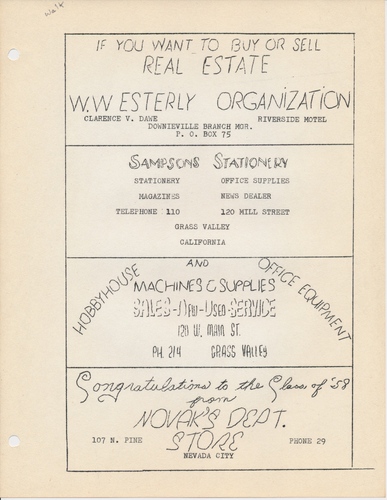 walk
IF YOU WANT TO BUY OR SELL
REAL ESTATE
W.W ESTERLY ORGANIZATION
CLARENCE V. DAWE RIVERSIDE MOTEL
DOWNIEVILLE BRANCH MGR.
P. O. BOX 75
SAMPSONS STATIONERY
STATIONERY OFFICE SUPPLIES
MAGAZINES NEWS DEALER
TELEPHONE 110 120 MILL STREET
GRASS VALLEY
CALIFORNIA
HOBBYHOUSE AND OFFICE EQUIPMENT
MACHINES & SUPPLIES
SALES-NEW-USED-SERVICE
120 W. MAIN ST.
PH. 214 GRASS VALLEY
Congratulations to the Class of '58
from
NOVAK'S DEPT.
STORE
107 N. PINE PHONE 29
NEVADA CITY